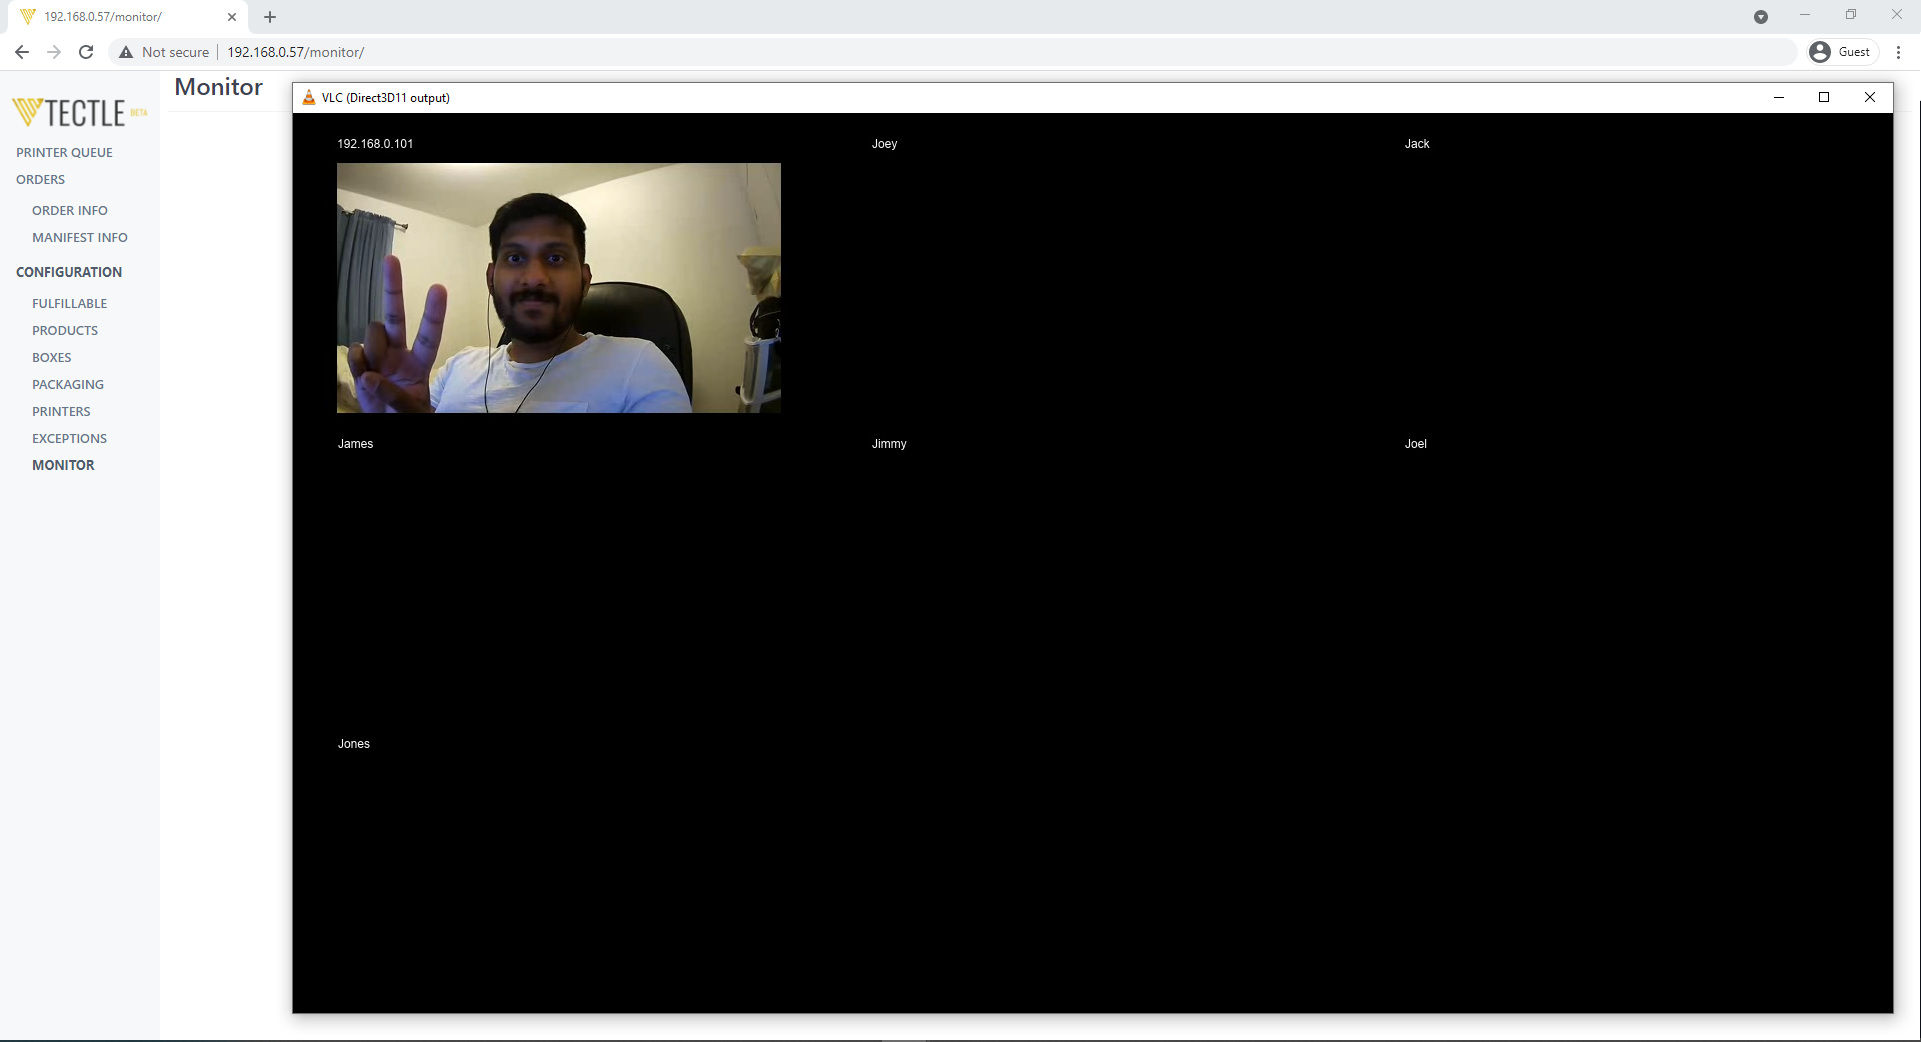 192.168.0.57/monitor/
Not secure
192.168.0.57/monitor/
Guest
TECTLE BETA
PRINTER QUEUE
ORDERS
ORDER INFO
MANIFEST INFO
CONFIGURATION
FULFILLABLE
PRODUCTS
BOXES
PACKAGING
PRINTERS
EXCEPTIONS
MONITOR
Monitor
VLC (Direct3D11 output)
192.168.0.101
Joey
Jack
James
Jimmy
Joel
Jones